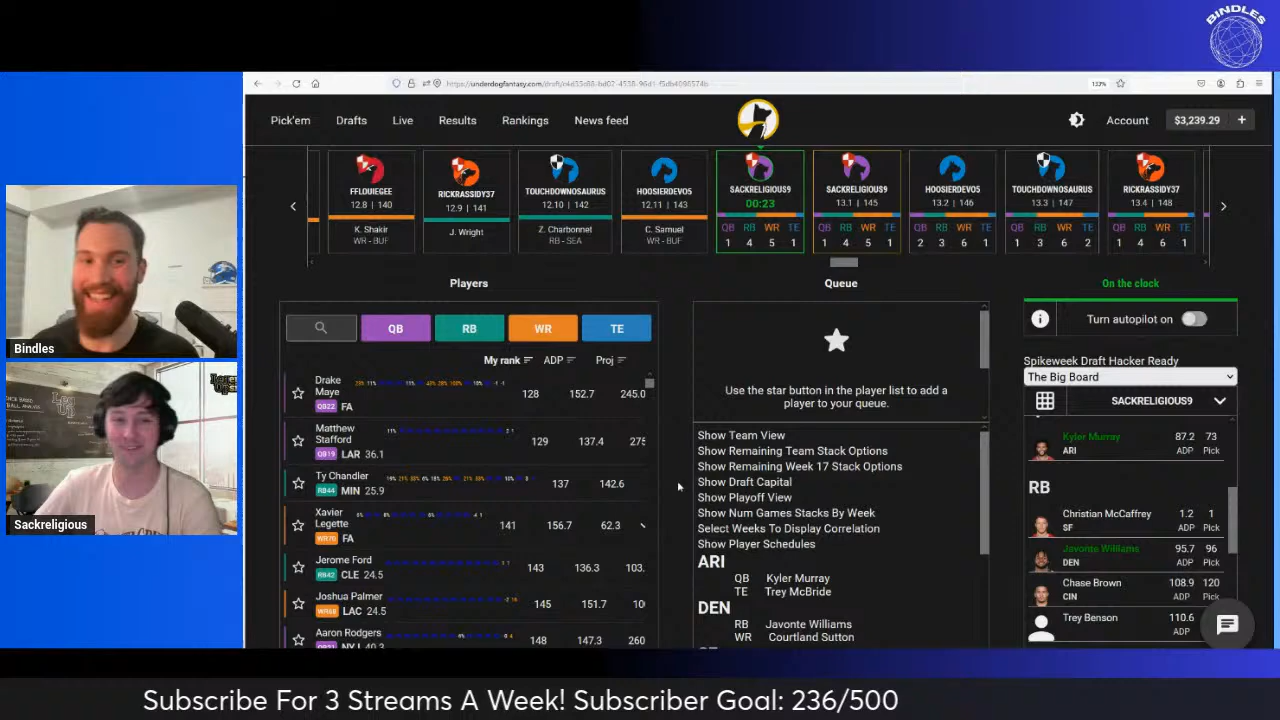 BINDLES
https://underdogfantasy.com/draft/
133%
Pick'em
Drafts
Live
Results
Rankings
News feed
Account
$3,239.29
+
FFLOUIEGEE
12.8 | 140
K. Shakir
WR - BUF
RICKRASSIDY37
12.9 | 141
J. Wright
TOUCHDOWNOSAURUS
12.10 | 142
Z. Charbonnet
RB - SEA
HOOSIERDEVO5
12.11 | 143
C. Samuel
WR - BUF
SACKRELIGIOUS9
00:23
QB RB WR TE
1 4 5 1
SACKRELIGIOUS9
13.1 | 145
QB RB WR TE
1 4 5 1
HOOSIERDEVO5
13.2 | 146
QB RB WR TE
2 3 6 1
TOUCHDOWNOSAURUS
13.3 | 147
QB RB WR TE
1 3 6 2
RICKRASSIDY37
13.4 | 148
QB RB WR TE
1 4 6 1
Players
QB
RB
WR
TE
My rank
ADP
Proj
Drake Maye
QB22 FA
128 152.7 245.0
Matthew Stafford
QB19 LAR 36.1
129 137.4 275
Ty Chandler
RB44 MIN 25.9
137 142.6
Xavier Legette
WR70 FA
141 156.7 62.3
Jerome Ford
RB42 CLE 24.5
143 136.3 103.
Joshua Palmer
WR68 LAC 24.5
145 151.7 10
Aaron Rodgers
148 147.3 260
Queue
Use the star button in the player list to add a
player to your queue.
Show Team View
Show Remaining Team Stack Options
Show Remaining Week 17 Stack Options
Show Draft Capital
Show Playoff View
Show Num Games Stacks By Week
Select Weeks To Display Correlation
Show Player Schedules
ARI
QB Kyler Murray
TE Trey McBride
DEN
RB Javonte Williams
WR Courtland Sutton
On the clock
Turn autopilot on
Spikeweek Draft Hacker Ready
The Big Board
SACKRELIGIOUS9
Kyler Murray 87.2 73
ARI ADP Pick
RB
Christian McCaffrey 1.2 1
SF ADP Pick
Javonte Williams 95.7 96
DEN ADP Pick
Chase Brown 108.9 120
CIN ADP Pick
Trey Benson 110.6
ADP
Bindles
Sackreligious
Subscribe For 3 Streams A Week! Subscriber Goal: 236/500